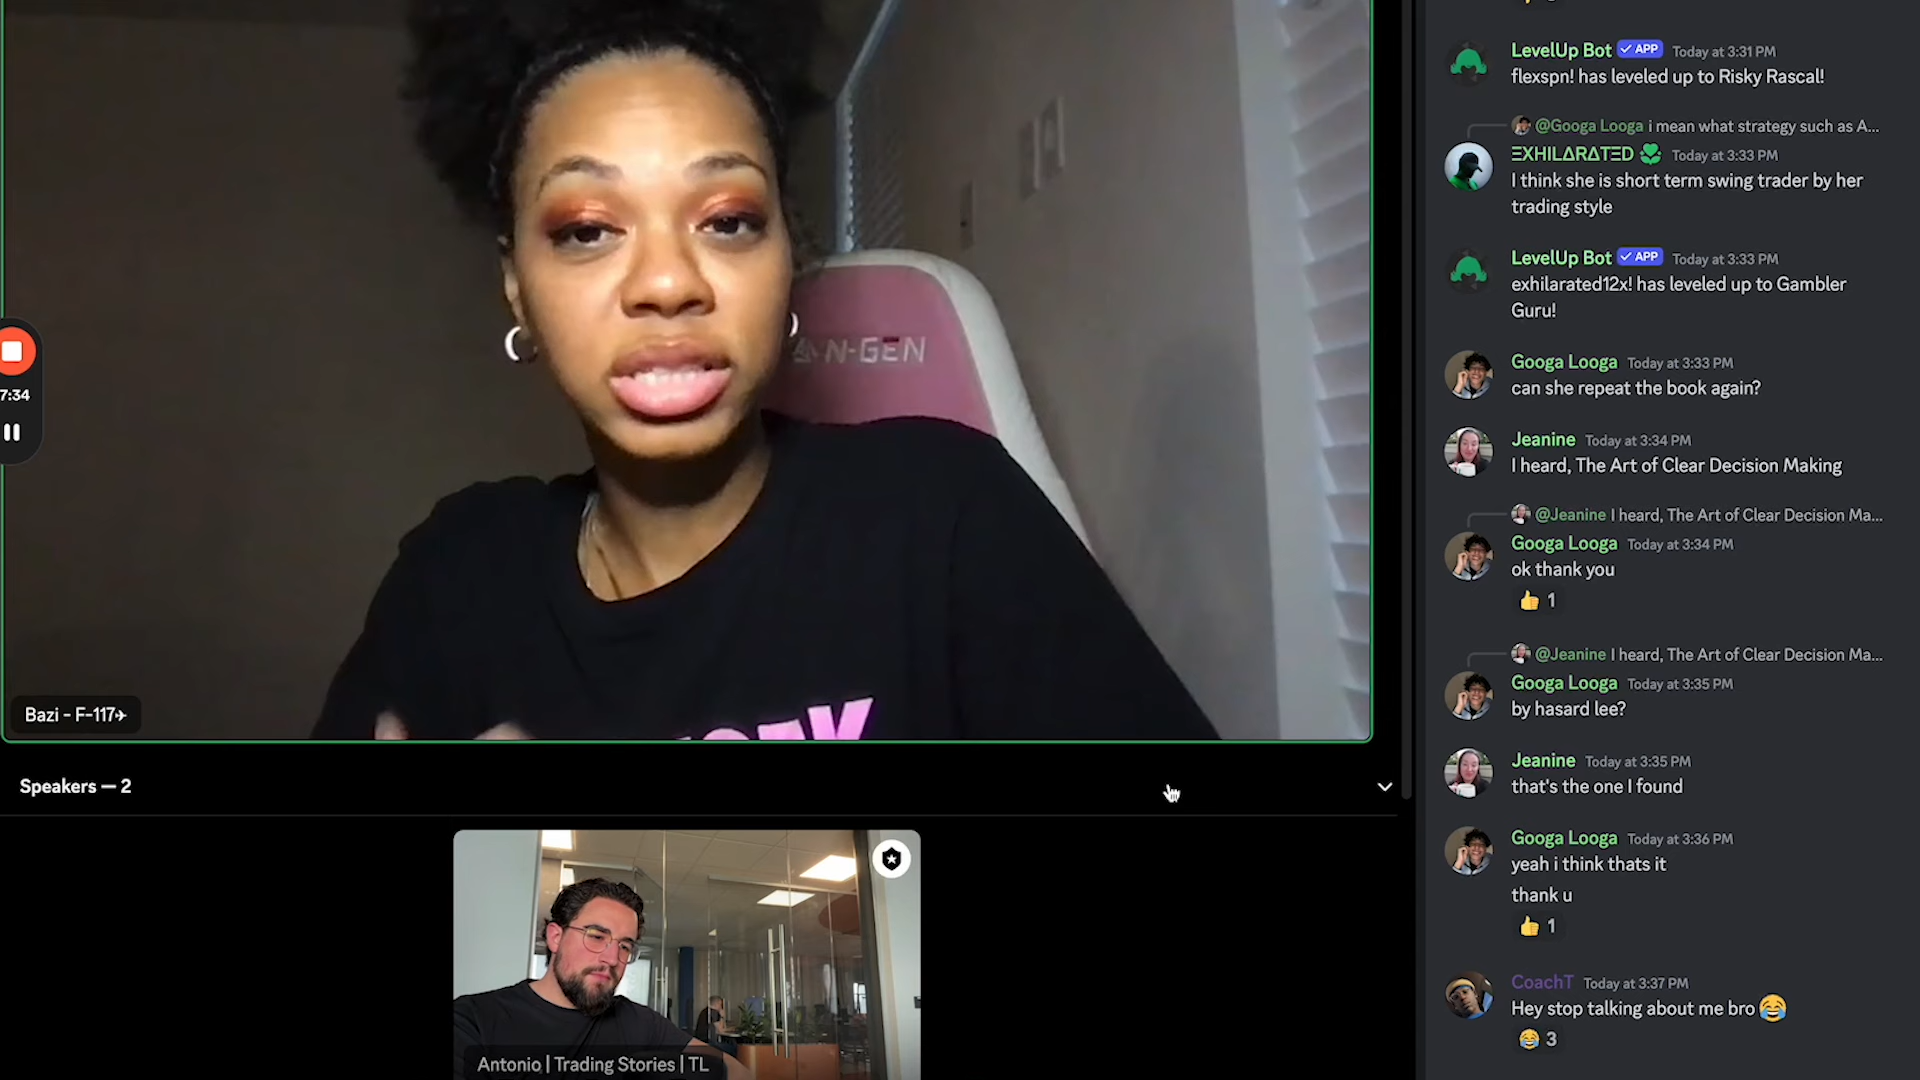 N-GEN
7:34
Bazi - F-117✈
Speakers — 2
Antonio | Trading Stories | TL
LevelUp Bot ✓ APP Today at 3:31 PM
flexspn! has leveled up to Risky Rascal!
@Googa Looga i mean what strategy such as A...
ΞXHILΔRΔTΞD Today at 3:33 PM
I think she is short term swing trader by her
trading style
LevelUp Bot ✓ APP Today at 3:33 PM
exhilarated12x! has leveled up to Gambler
Guru!
Googa Looga Today at 3:33 PM
can she repeat the book again?
Jeanine Today at 3:34 PM
I heard, The Art of Clear Decision Making
@Jeanine I heard, The Art of Clear Decision Ma...
Googa Looga Today at 3:34 PM
ok thank you
👍 1
@Jeanine I heard, The Art of Clear Decision Ma...
Googa Looga Today at 3:35 PM
by hasard lee?
Jeanine Today at 3:35 PM
that's the one I found
Googa Looga Today at 3:36 PM
yeah i think thats it
thank u
👍 1
CoachT Today at 3:37 PM
Hey stop talking about me bro 😂
😂 3